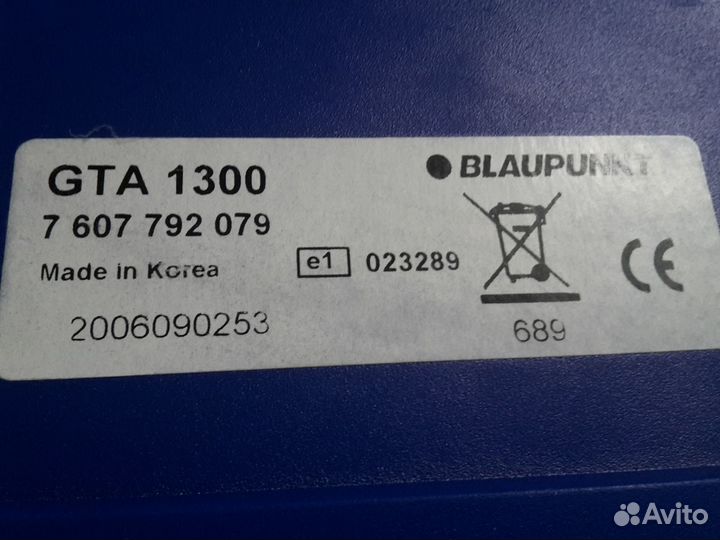 GTA 1300
BLAUPUNKT
7 607 792 079
Made in Korea
e1 023289
CE
2006090253
689
Avito